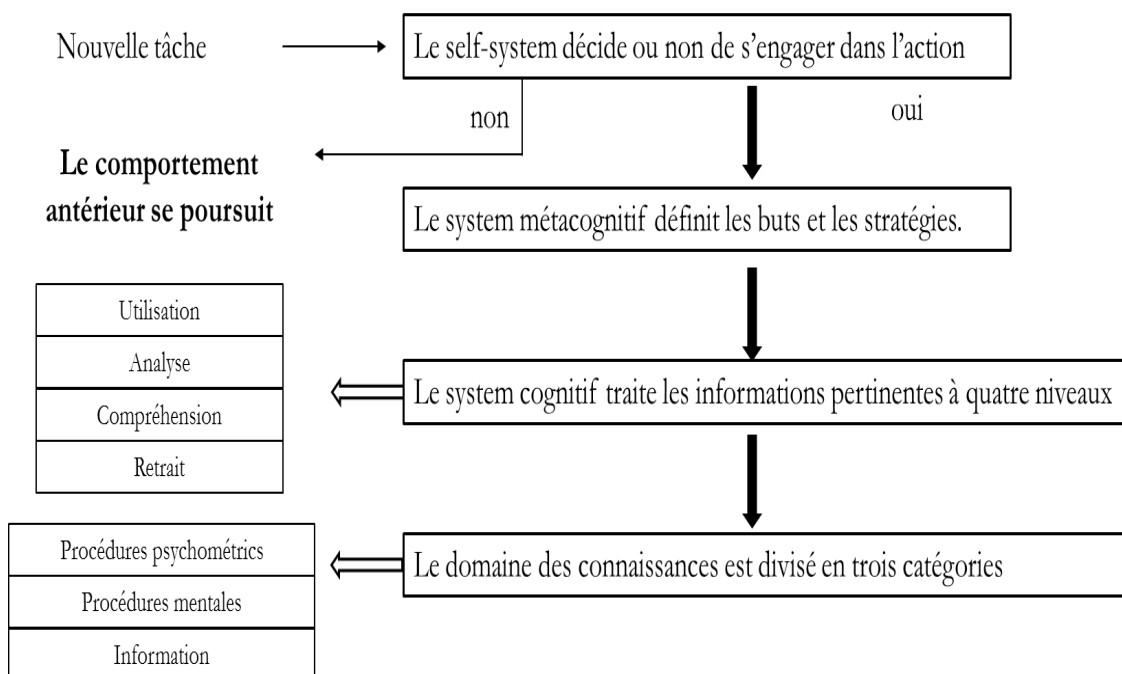 Nouvelle tâche
Le self-system décide ou non de s'engager dans l'action
non
oui
Le comportement
antérieur se poursuit
Le system métacognitif définit les buts et les stratégies.
Utilisation
Analyse
Compréhension
Retrait
Le system cognitif traite les informations pertinentes à quatre niveaux
Procédures psychométrics
Procédures mentales
Information
Le domaine des connaissances est divisé en trois catégories